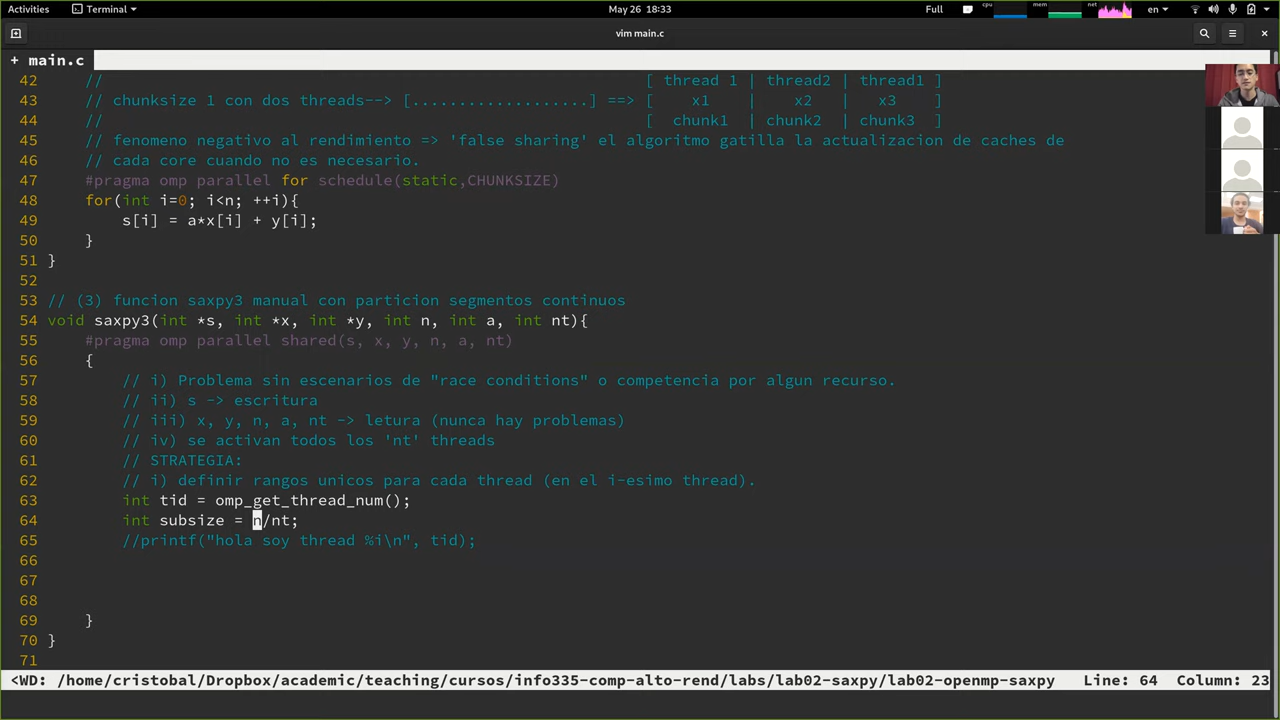 Activities Terminal May 26 18:33 Full cpu mem net en
vim main.c
+ main.c
42 // [ thread 1 | thread2 | thread1 ]
43 // chunksize 1 con dos threads--> [...................] ==> [ x1 | x2 | x3 ]
44 // [ chunk1 | chunk2 | chunk3 ]
45 // fenomeno negativo al rendimiento => 'false sharing' el algoritmo gatilla la actualizacion de caches de
46 // cada core cuando no es necesario.
47 #pragma omp parallel for schedule(static,CHUNKSIZE)
48 for(int i=0; i<n; ++i){
49 s[i] = a*x[i] + y[i];
50 }
51 }
52
53 // (3) funcion saxpy3 manual con particion segmentos continuos
54 void saxpy3(int *s, int *x, int *y, int n, int a, int nt){
55 #pragma omp parallel shared(s, x, y, n, a, nt)
56 {
57 // i) Problema sin escenarios de "race conditions" o competencia por algun recurso.
58 // ii) s -> escritura
59 // iii) x, y, n, a, nt -> letura (nunca hay problemas)
60 // iv) se activan todos los 'nt' threads
61 // STRATEGIA:
62 // i) definir rangos unicos para cada thread (en el i-esimo thread).
63 int tid = omp_get_thread_num();
64 int subsize = n/nt;
65 //printf("hola soy thread %i\n", tid);
66
67
68
69 }
70 }
71
<WD: /home/cristobal/Dropbox/academic/teaching/cursos/info335-comp-alto-rend/labs/lab02-saxpy/lab02-openmp-saxpy Line: 64 Column: 23